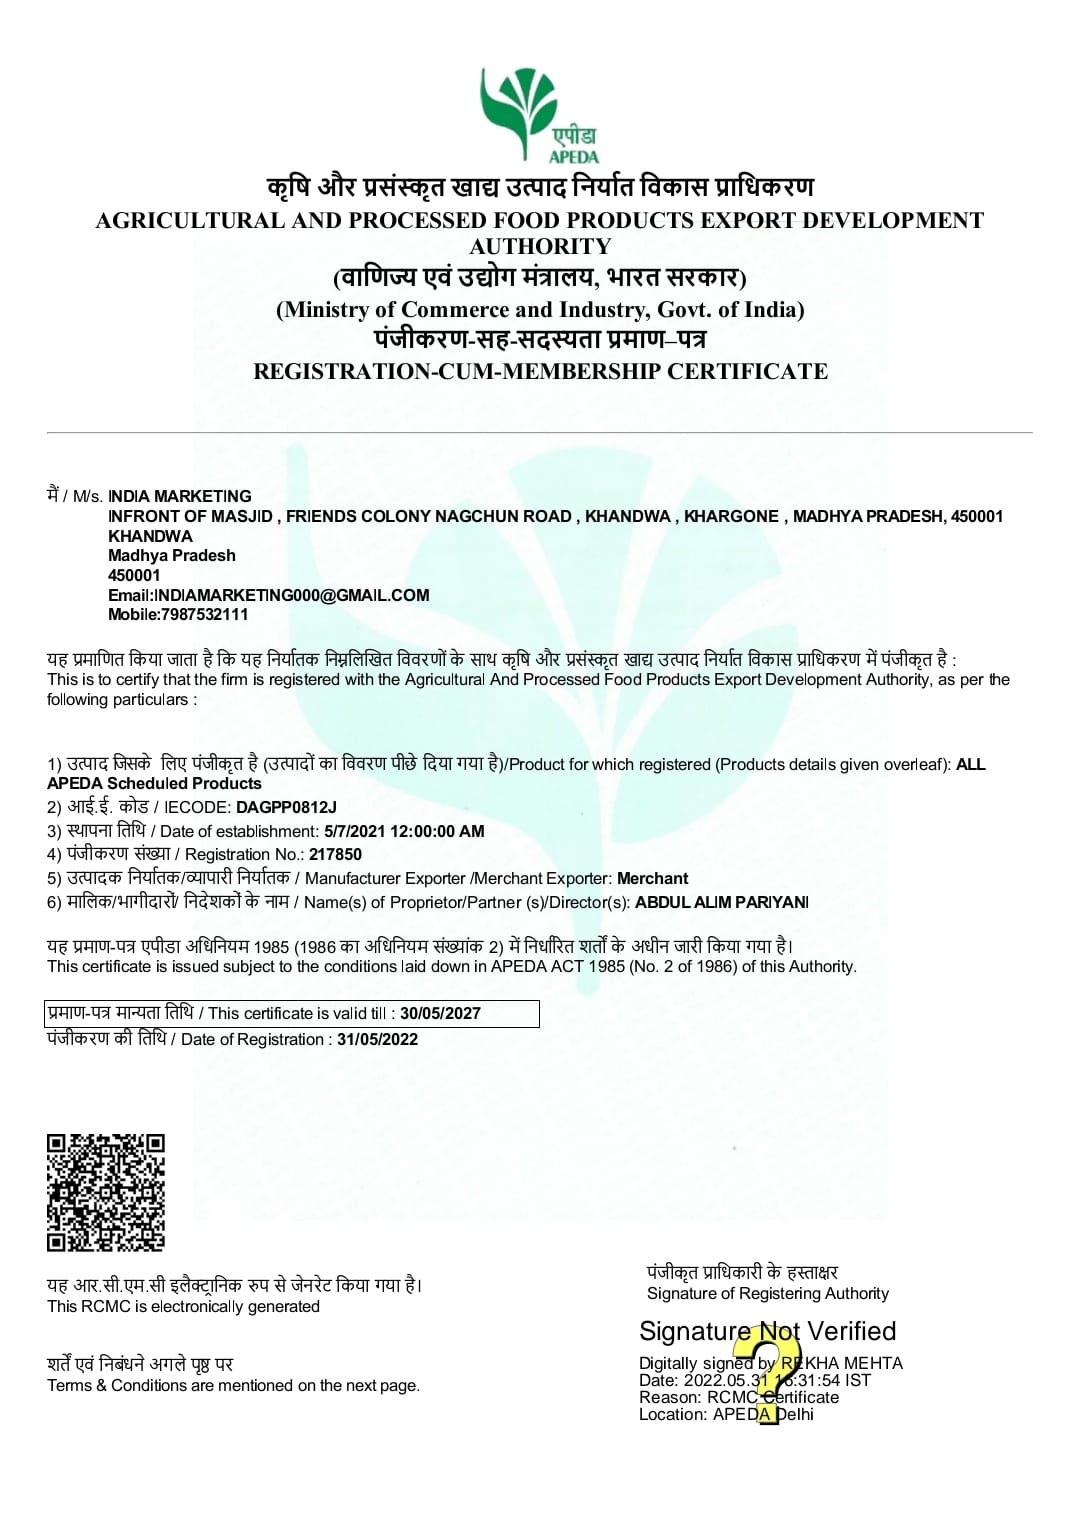 एपीडा
APEDA
कृषि और प्रसंस्कृत खाद्य उत्पाद निर्यात विकास प्राधिकरण
AGRICULTURAL AND PROCESSED FOOD PRODUCTS EXPORT DEVELOPMENT
AUTHORITY
(वाणिज्य एवं उद्योग मंत्रालय, भारत सरकार)
(Ministry of Commerce and Industry, Govt. of India)
पंजीकरण-सह-सदस्यता प्रमाण–पत्र
REGISTRATION-CUM-MEMBERSHIP CERTIFICATE
मैं / M/s. INDIA MARKETING
INFRONT OF MASJID , FRIENDS COLONY NAGCHUN ROAD , KHANDWA , KHARGONE , MADHYA PRADESH, 450001
KHANDWA
Madhya Pradesh
450001
Email:INDIAMARKETING000@GMAIL.COM
Mobile:7987532111
यह प्रमाणित किया जाता है कि यह निर्यातक निम्नलिखित विवरणों के साथ कृषि और प्रसंस्कृत खाद्य उत्पाद निर्यात विकास प्राधिकरण में पंजीकृत है :
This is to certify that the firm is registered with the Agricultural And Processed Food Products Export Development Authority, as per the
following particulars :
1) उत्पाद जिसके लिए पंजीकृत है (उत्पादों का विवरण पीछे दिया गया है)/Product for which registered (Products details given overleaf): ALL
APEDA Scheduled Products
2) आई.ई. कोड / IECODE: DAGPP0812J
3) स्थापना तिथि / Date of establishment: 5/7/2021 12:00:00 AM
4) पंजीकरण संख्या / Registration No.: 217850
5) उत्पादक निर्यातक/व्यापारी निर्यातक / Manufacturer Exporter /Merchant Exporter: Merchant
6) मालिक/भागीदारों/ निदेशकों के नाम / Name(s) of Proprietor/Partner (s)/Director(s): ABDUL ALIM PARIYANI
यह प्रमाण-पत्र एपीडा अधिनियम 1985 (1986 का अधिनियम संख्यांक 2) में निर्धारित शर्तों के अधीन जारी किया गया है।
This certificate is issued subject to the conditions laid down in APEDA ACT 1985 (No. 2 of 1986) of this Authority.
प्रमाण-पत्र मान्यता तिथि / This certificate is valid till : 30/05/2027
पंजीकरण की तिथि / Date of Registration : 31/05/2022
यह आर.सी.एम.सी इलैक्ट्रानिक रुप से जेनरेट किया गया है।
This RCMC is electronically generated
शर्तें एवं निबंधने अगले पृष्ठ पर
Terms & Conditions are mentioned on the next page.
पंजीकृत प्राधिकारी के हस्ताक्षर
Signature of Registering Authority
Signature Not Verified
Digitally signed by REKHA MEHTA
Date: 2022.05.31 16:31:54 IST
Reason: RCMC Certificate
Location: APEDA Delhi